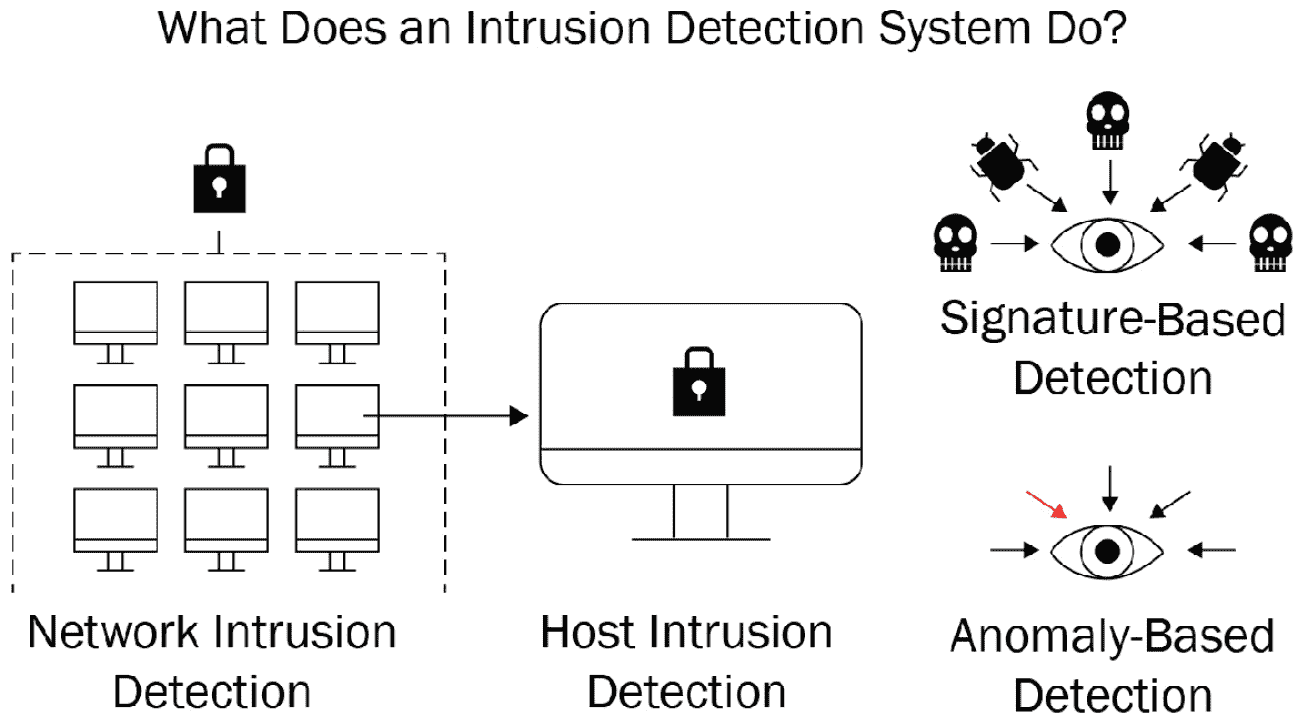 What Does an Intrusion Detection System Do?
Network Intrusion
Detection
Host Intrusion
Detection
Signature-Based
Detection
Anomaly-Based
Detection